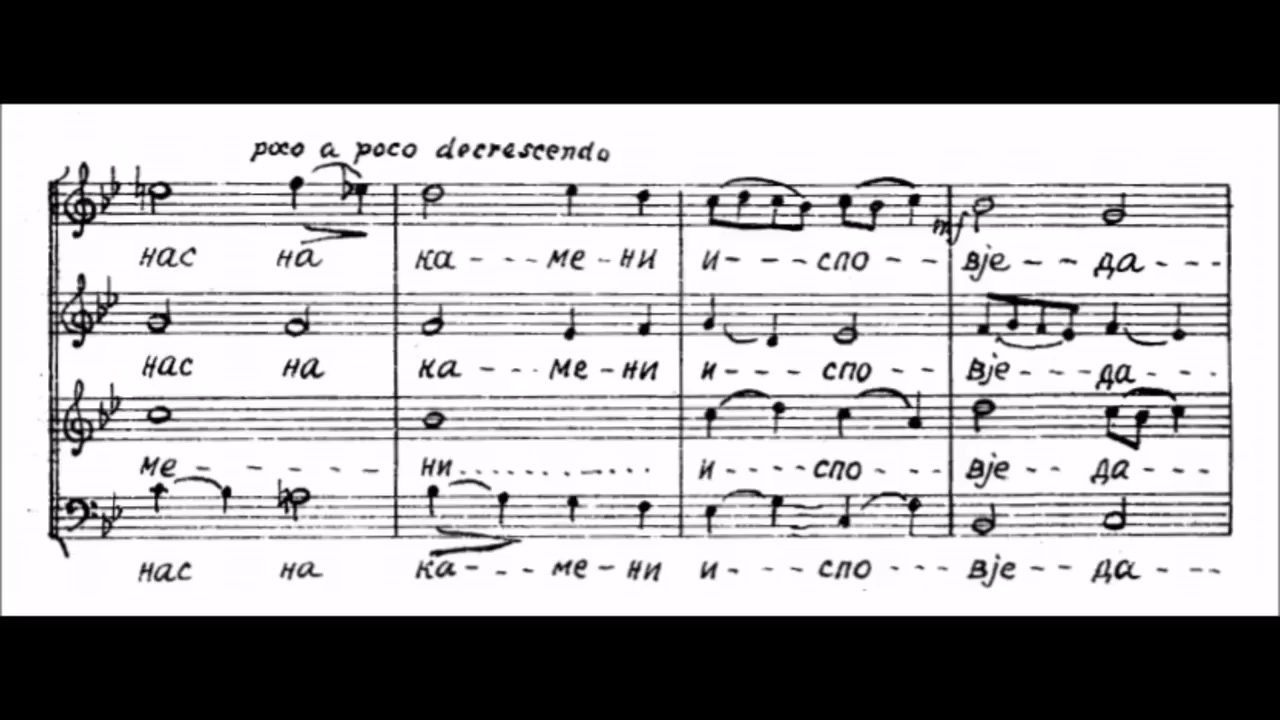 poco a poco decrescendo
нас на ка - - - ме - ни и - - - - спо - - - вје - - - да - - -
mf
нас на ка - - - - ме - ни и - - - - спо - - - вје - - - да - - - -
ме - - - - - ни . . . . . . . . . . . . . и - - - - спо - - - вје - - - да - - - -
нас на ка - - - - ме - ни и - - - - спо - - - - вје - - - да - - - -